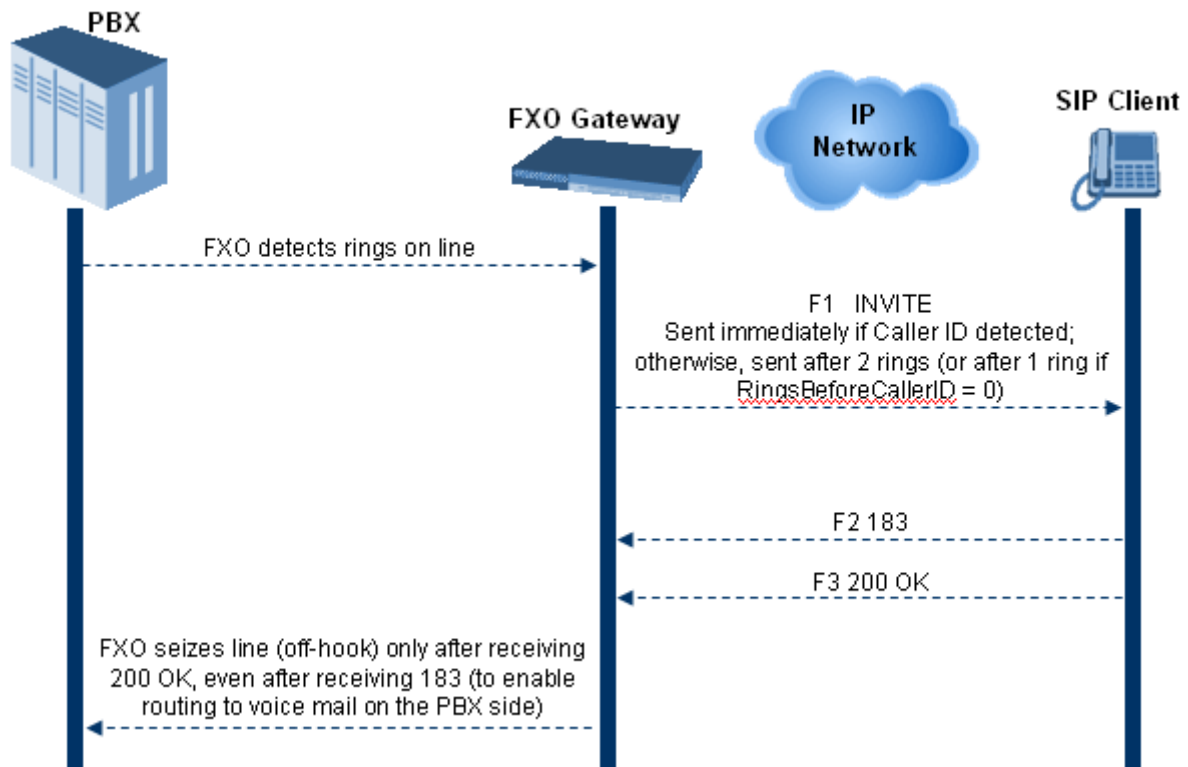 PBX
FXO Gateway
IP
Network
SIP Client
FXO detects rings on line
F1 INVITE
Sent immediately if Caller ID detected;
otherwise, sent after 2 rings (or after 1 ring if
RingsBeforeCallerID = 0)
F2 183
F3 200 OK
FXO seizes line (off-hook) only after receiving
200 OK, even after receiving 183 (to enable
routing to voice mail on the PBX side)